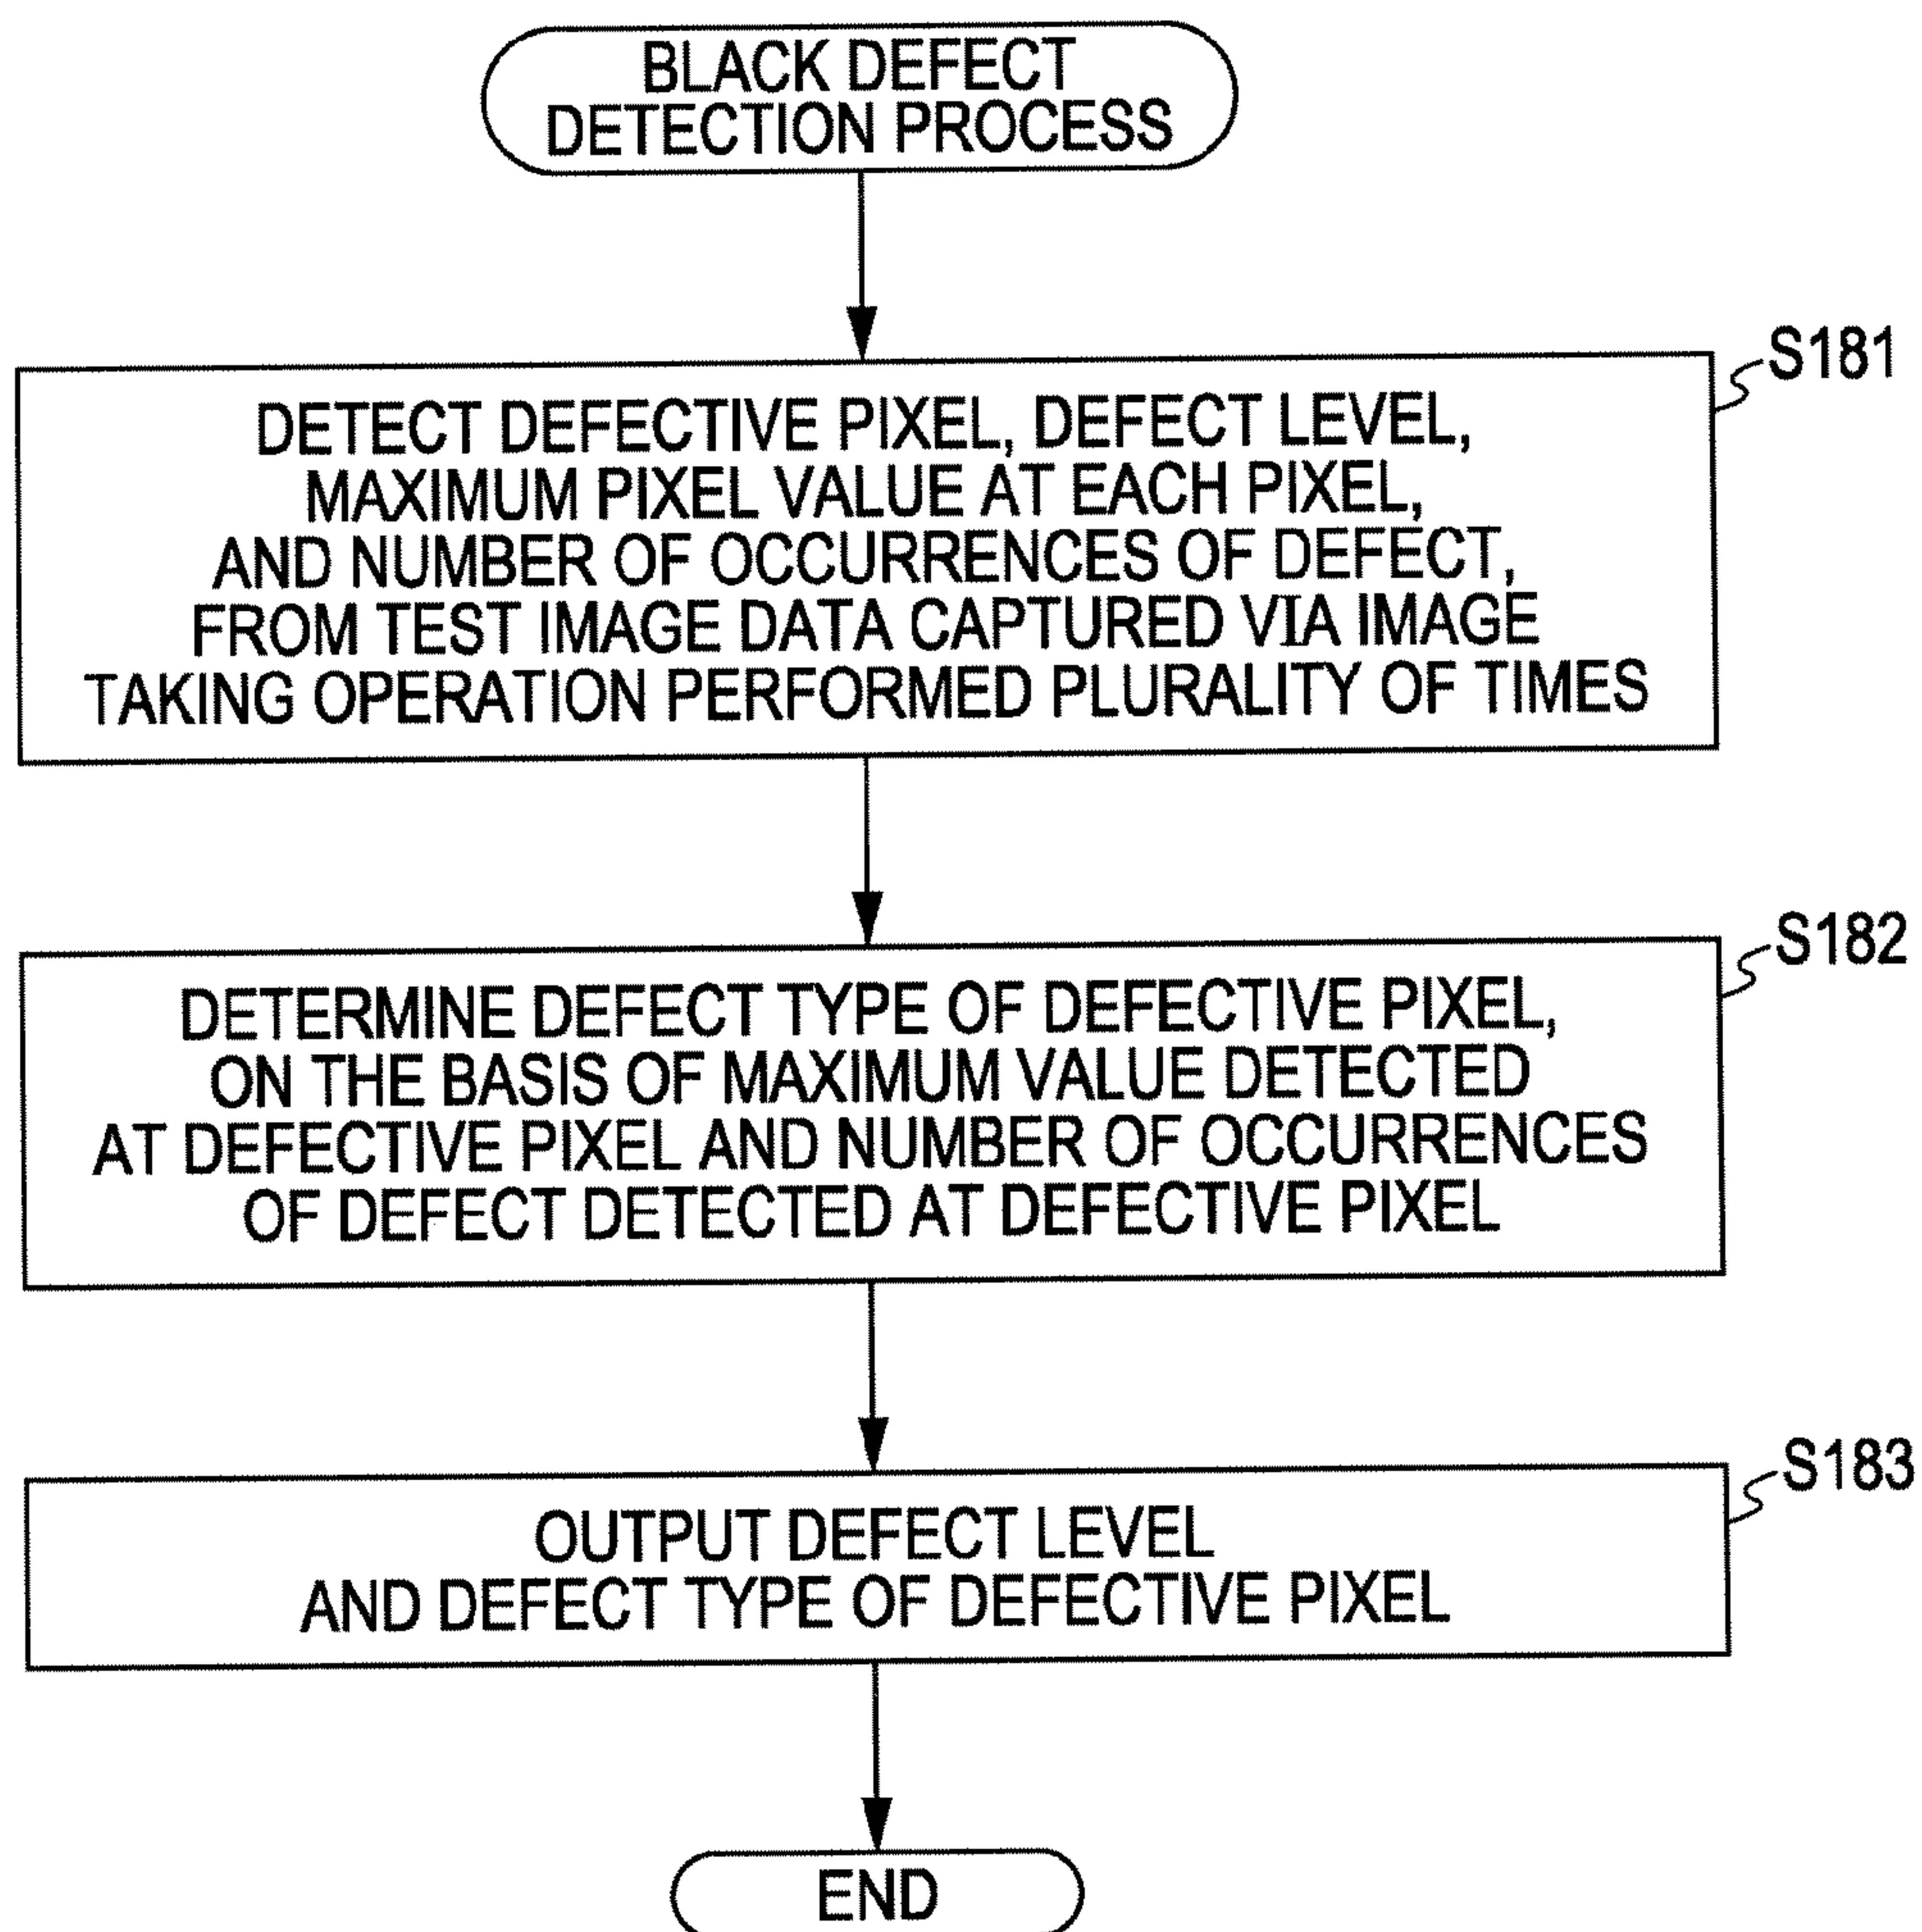 BLACK DEFECT
DETECTION PROCESS
S181
DETECT DEFECTIVE PIXEL, DEFECT LEVEL,
MAXIMUM PIXEL VALUE AT EACH PIXEL,
AND NUMBER OF OCCURRENCES OF DEFECT,
FROM TEST IMAGE DATA CAPTURED VIA IMAGE
TAKING OPERATION PERFORMED PLURALITY OF TIMES
S182
DETERMINE DEFECT TYPE OF DEFECTIVE PIXEL,
ON THE BASIS OF MAXIMUM VALUE DETECTED
AT DEFECTIVE PIXEL AND NUMBER OF OCCURRENCES
OF DEFECT DETECTED AT DEFECTIVE PIXEL
S183
OUTPUT DEFECT LEVEL
AND DEFECT TYPE OF DEFECTIVE PIXEL
END